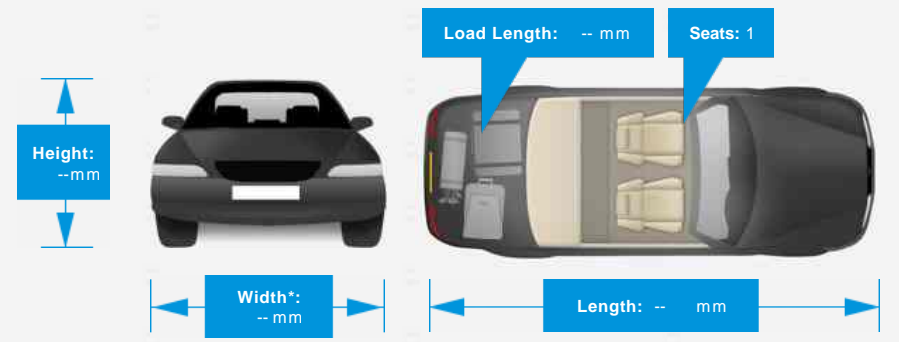 Load Length: -- mm
Seats: 1
Height:
--mm
Width*:
-- mm
Length: -- mm